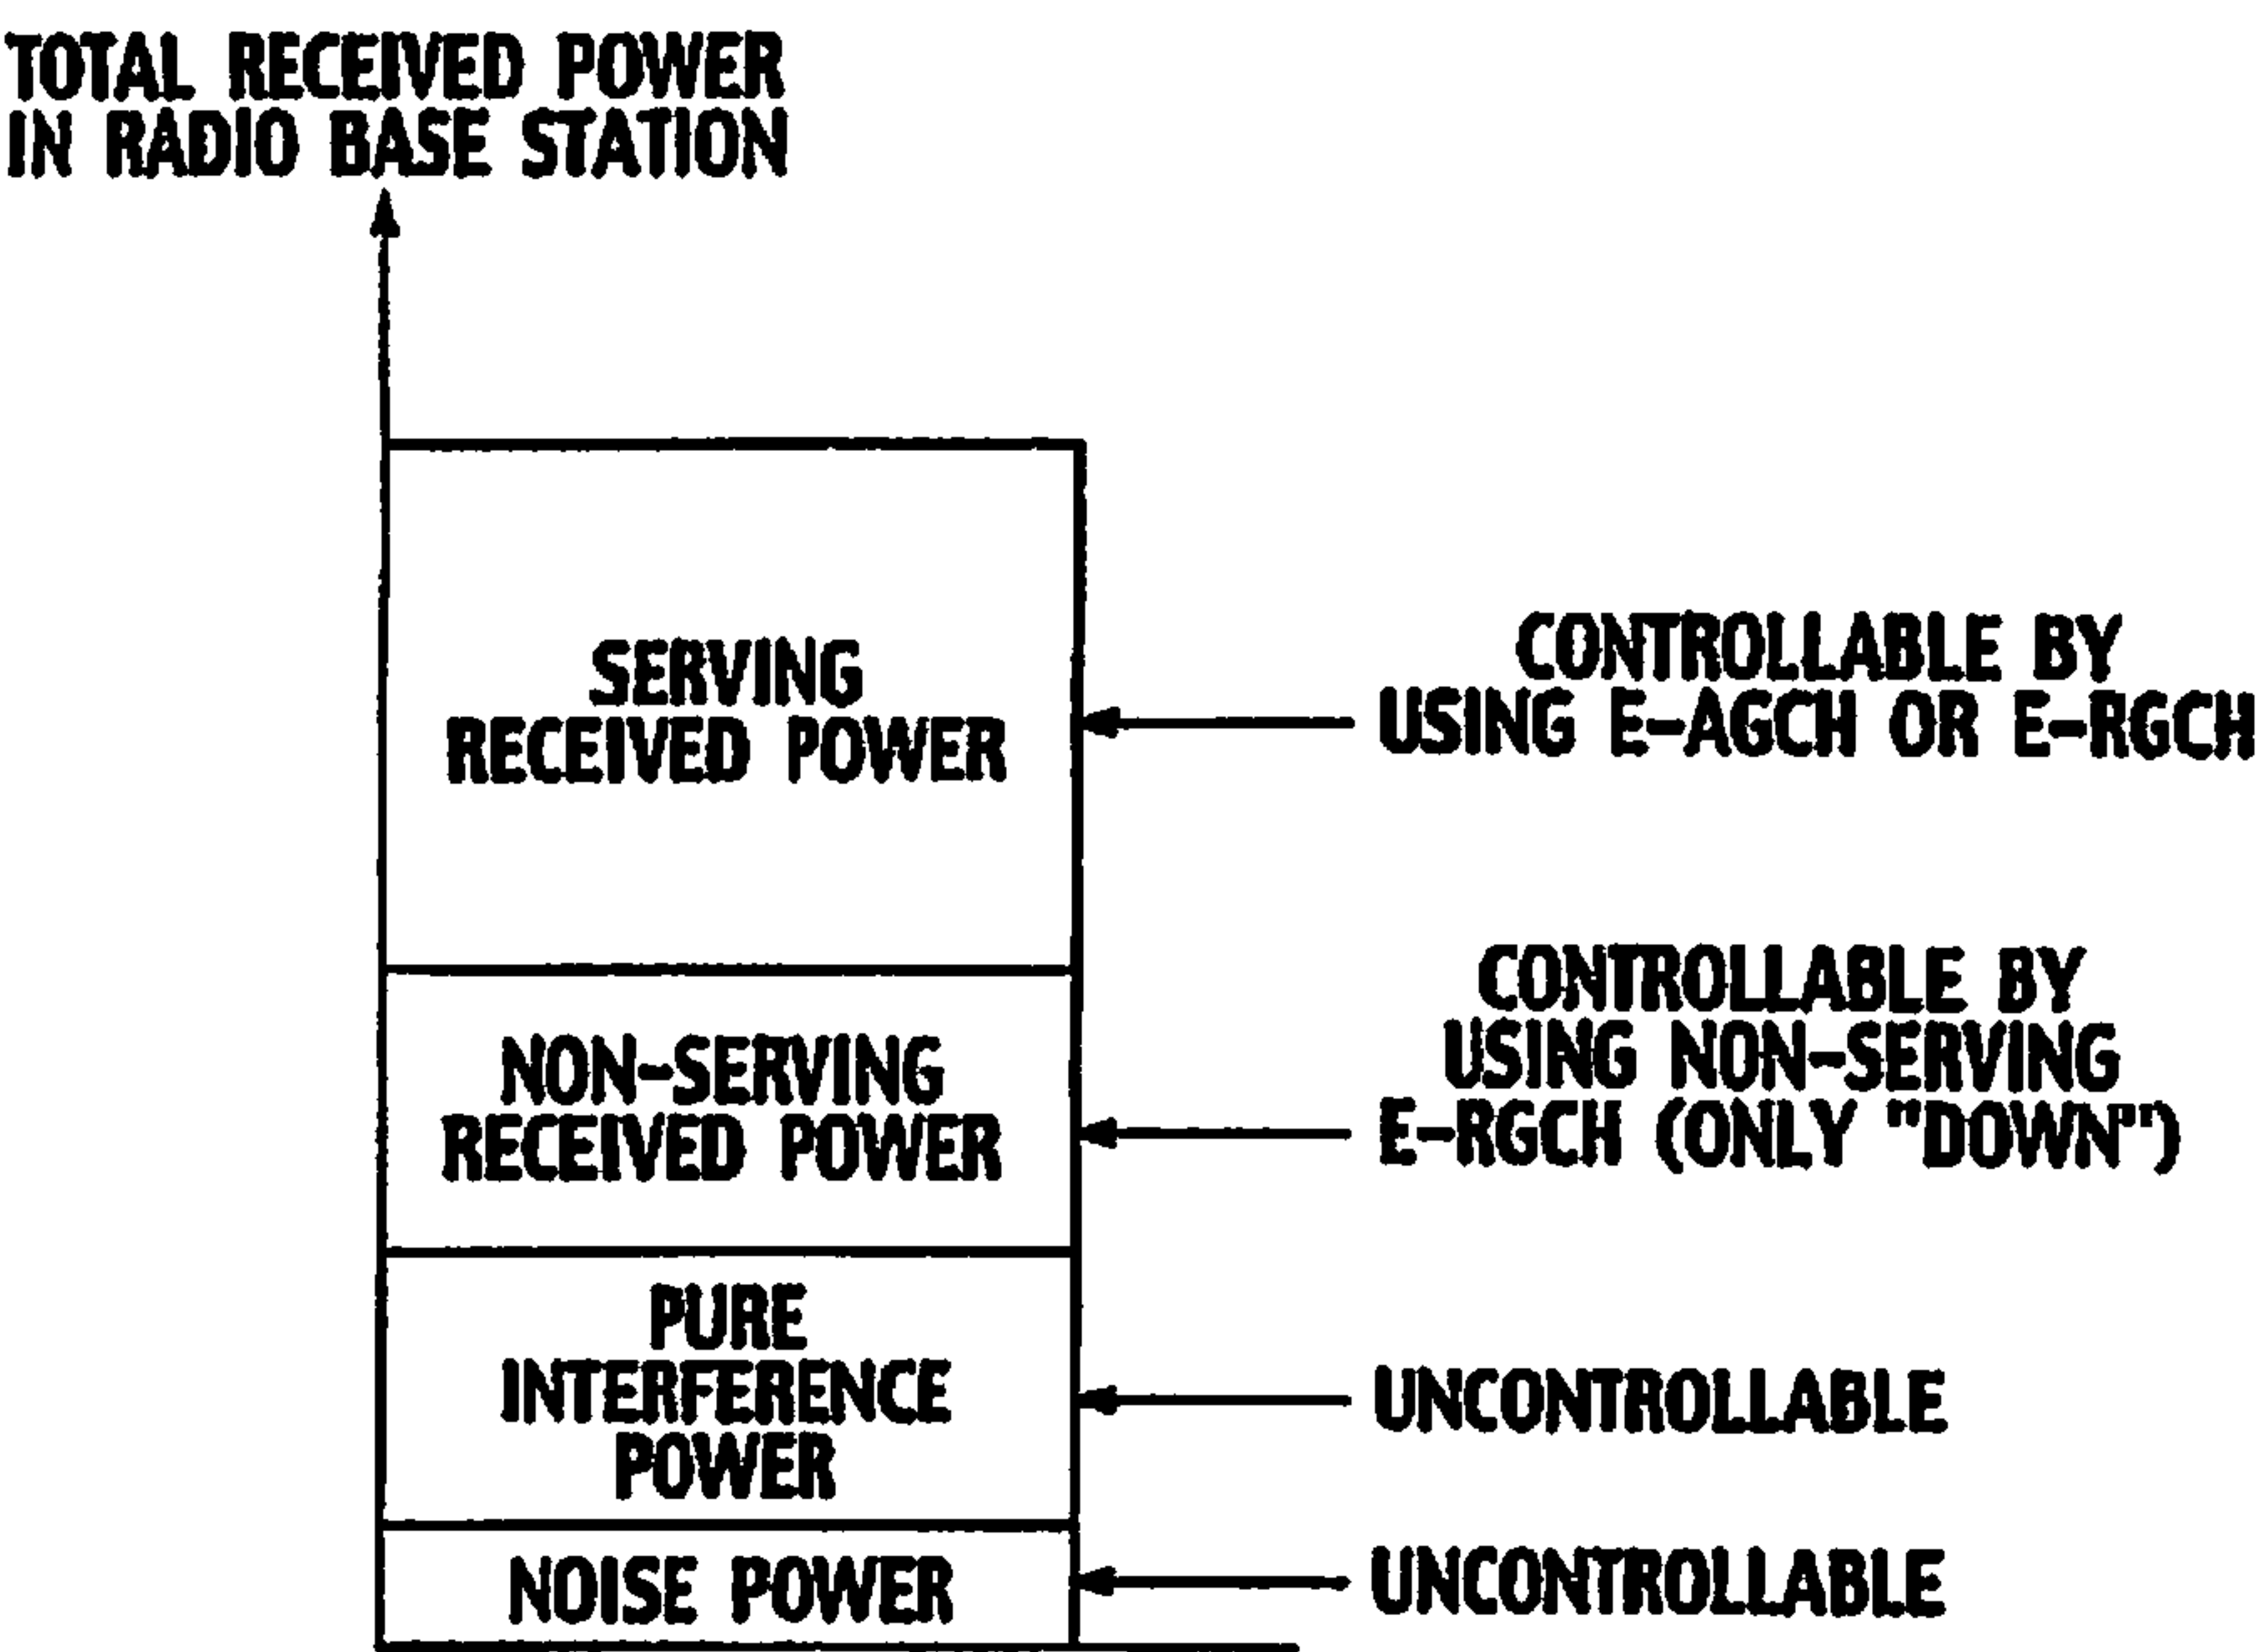 TOTAL RECEIVED POWER
IN RADIO BASE STATION
SERVING
RECEIVED POWER
CONTROLLABLE BY
USING E-AGCH OR E-RGCH
NON-SERVING
RECEIVED POWER
CONTROLLABLE BY
USING NON-SERVING
E-RGCH (ONLY "DOWN")
PURE
INTERFERENCE
POWER
UNCONTROLLABLE
NOISE POWER
UNCONTROLLABLE